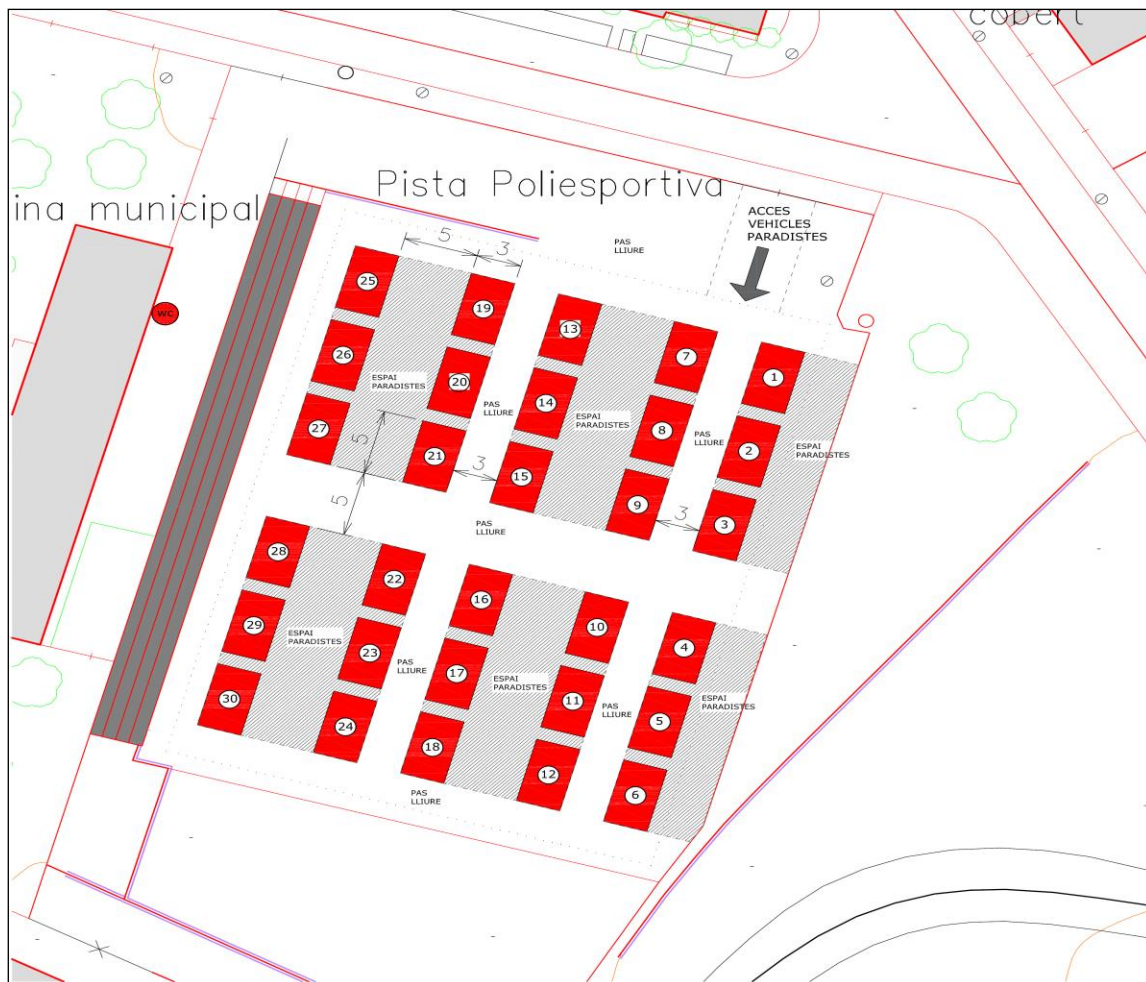 cobert
Pista Poliesportiva
ina municipal
ACCES
VEHICLES
PARADISTES
PAS
LLIURE
5
3
25
19
13
7
1
WC
26
20
14
8
2
ESPAI
PARADISTES
PAS
LLIURE
ESPAI
PARADISTES
PAS
LLIURE
ESPAI
PARADISTES
27
5
21
3
15
9
3
3
5
PAS
LLIURE
28
22
16
10
4
29
23
17
11
5
ESPAI
PARADISTES
PAS
LLIURE
ESPAI
PARADISTES
PAS
LLIURE
ESPAI
PARADISTES
30
24
18
12
6
PAS
LLIURE